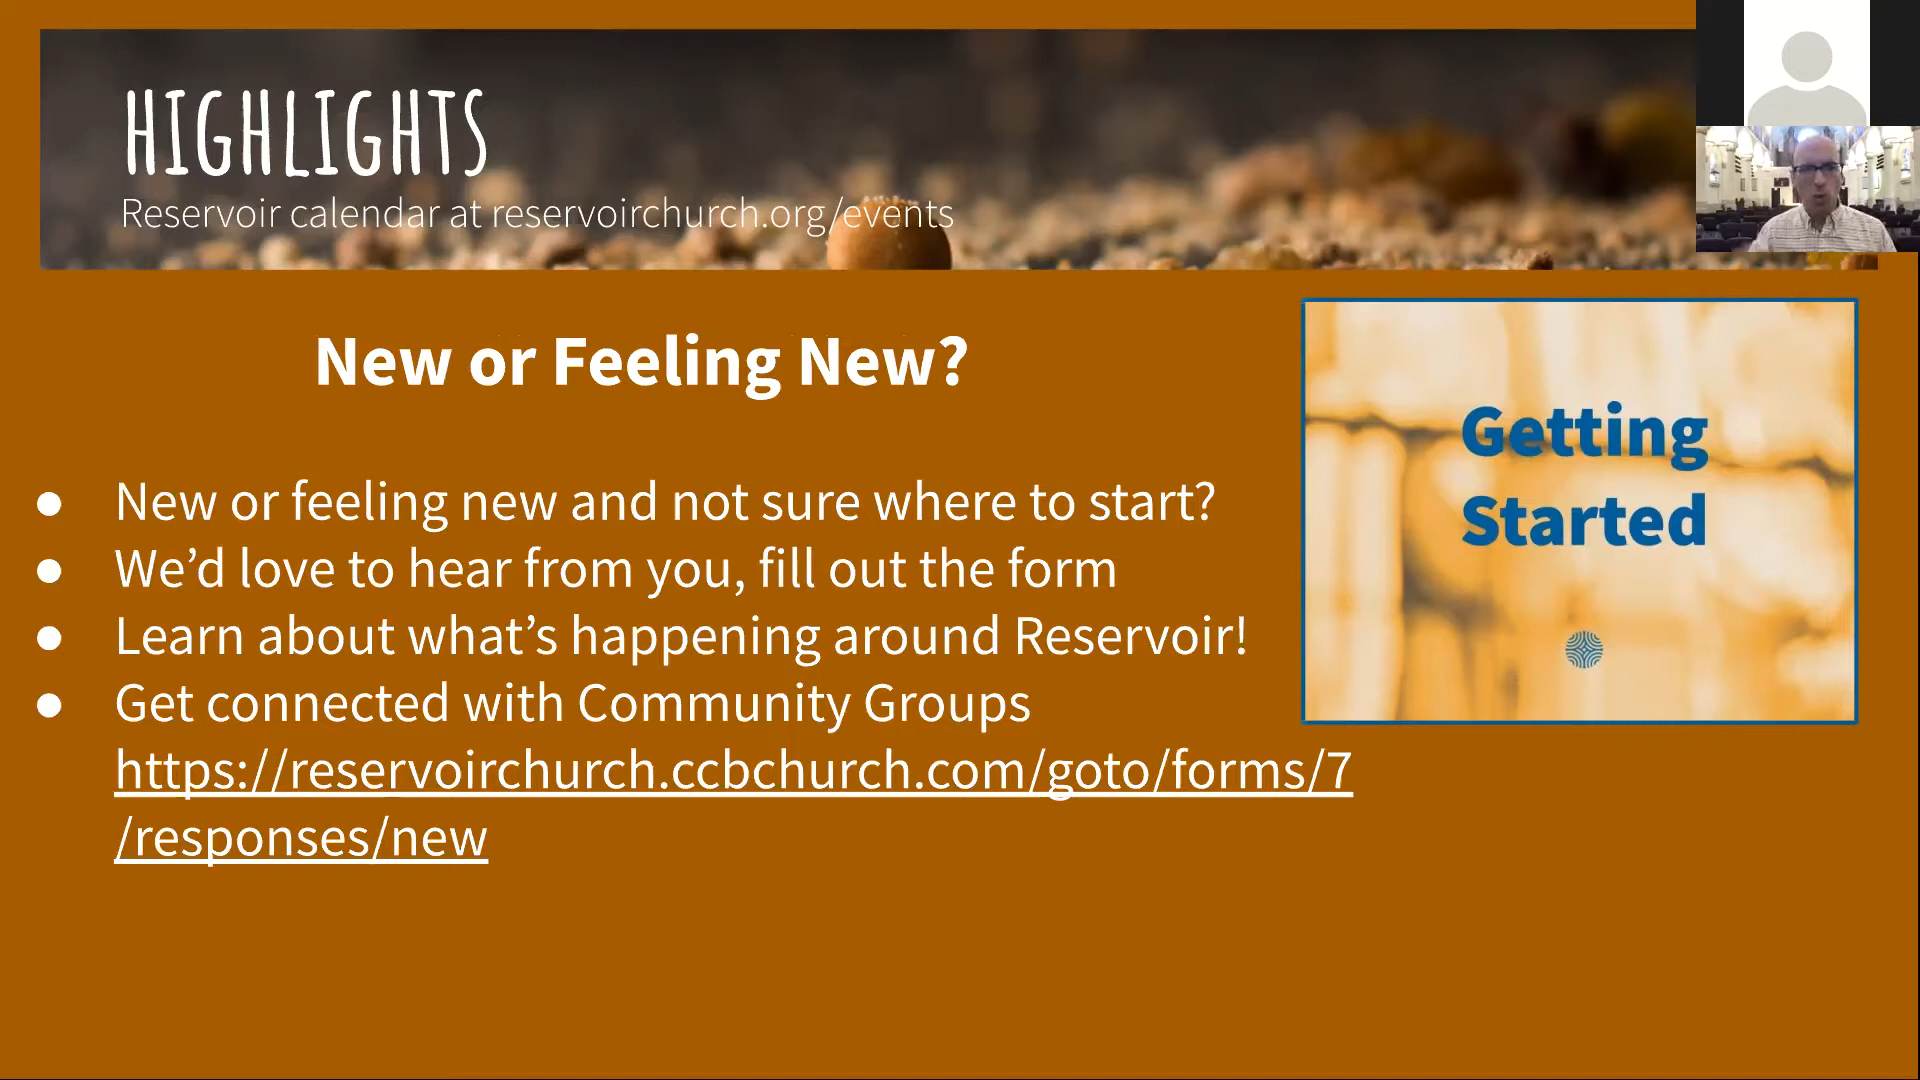 HIGHLIGHTS
Reservoir calendar at reservoirchurch.org/events
New or Feeling New?
● New or feeling new and not sure where to start?
● We’d love to hear from you, fill out the form
● Learn about what’s happening around Reservoir!
● Get connected with Community Groups
https://reservoirchurch.ccbchurch.com/goto/forms/7
/responses/new
Getting
Started